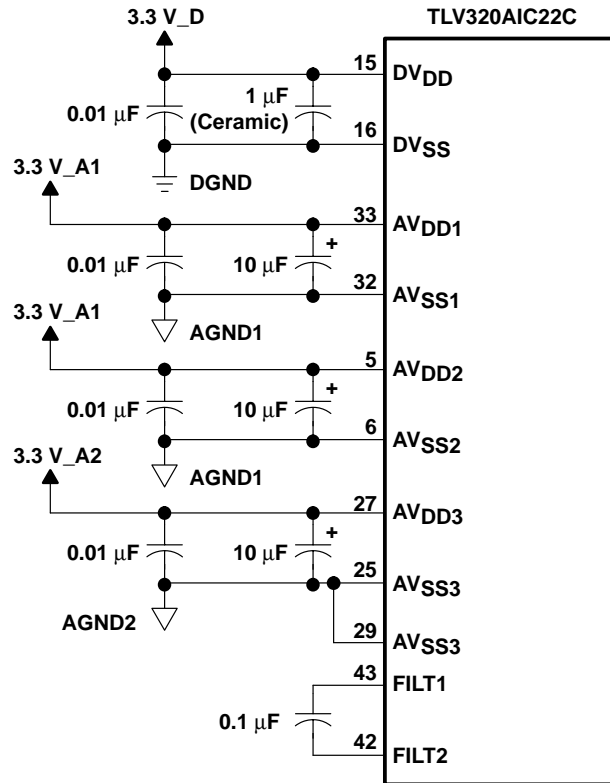 3.3 V_D
TLV320AIC22C
15 DVDD
0.01 μF
1 μF
(Ceramic)
16 DVSS
DGND
3.3 V_A1
33 AVDD1
+
0.01 μF
10 μF
32 AVSS1
3.3 V_A1
AGND1
5 AVDD2
+
0.01 μF
10 μF
6 AVSS2
3.3 V_A2
AGND1
27 AVDD3
+
0.01 μF
10 μF
25 AVSS3
AGND2
29 AVSS3
43 FILT1
0.1 μF
42 FILT2